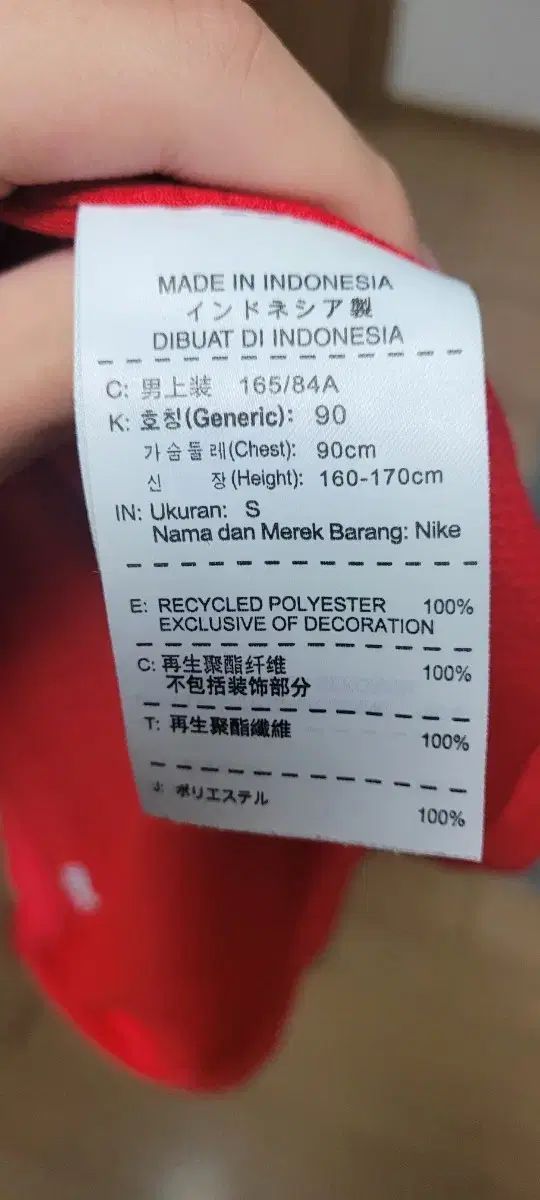 MADE IN INDONESIA
インドネシア製
DIBUAT DI INDONESIA
C: 男上装 165/84A
K: 호칭(Generic): 90
가슴둘레(Chest): 90cm
신 장(Height): 160-170cm
IN: Ukuran: S
Nama dan Merek Barang: Nike
E: RECYCLED POLYESTER 100%
EXCLUSIVE OF DECORATION
C: 再生聚酯纤维 100%
不包括装饰部分
T: 再生聚酯纖維 100%
J: ポリエステル 100%